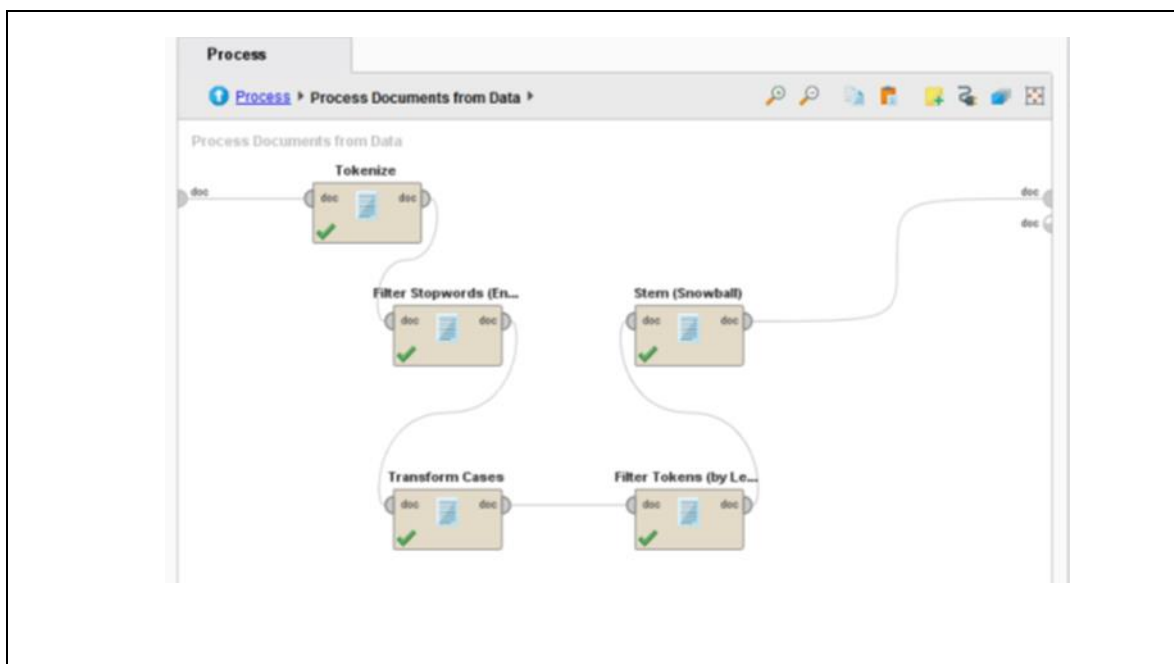 Process
Process ▸ Process Documents from Data ▸
Process Documents from Data
Tokenize
doc
doc doc
doc
doc
Filter Stopwords (En...
doc doc
Stem (Snowball)
doc doc
Transform Cases
doc doc
Filter Tokens (by Le...
doc doc